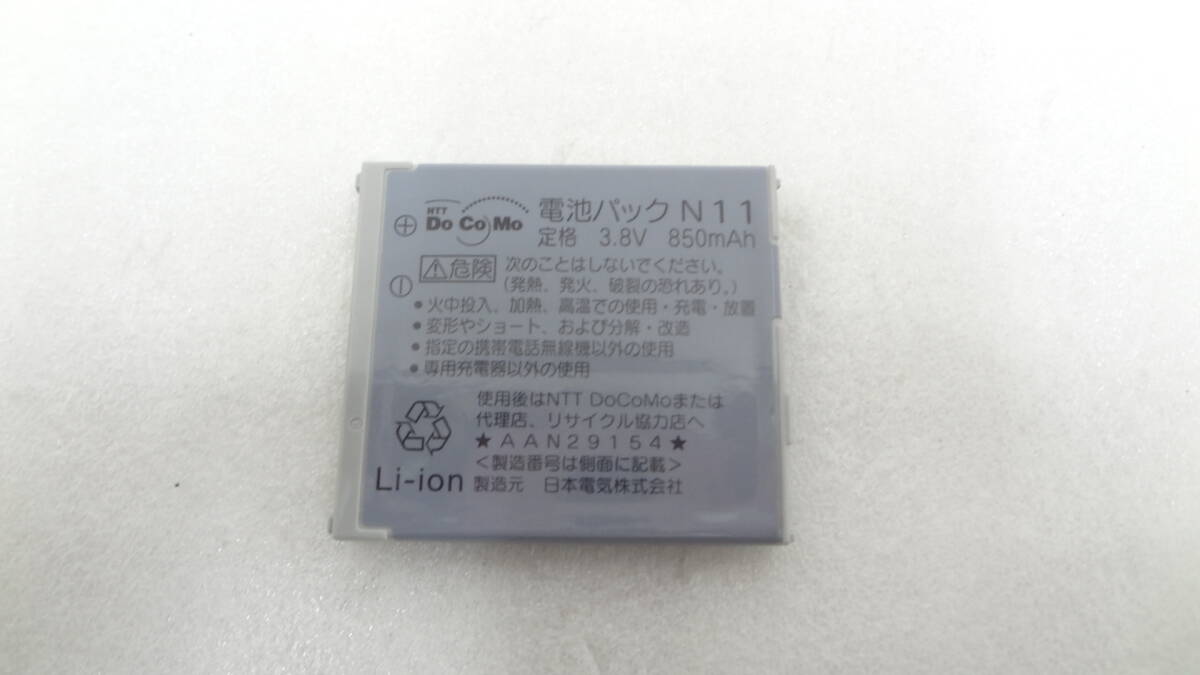 NTT
DoCoMo
電池パック N11
⊕
定格 3.8V 850mAh
⚠危険 次のことはしないでください。
(発熱、発火、破裂の恐れあり。)
⊖
• 火中投入、加熱、高温での使用・充電・放置
• 変形やショート、および分解・改造
• 指定の携帯電話無線機以外の使用
• 専用充電器以外の使用
使用後はNTT DoCoMoまたは
代理店、リサイクル協力店へ
★AAN29154★
<製造番号は側面に記載>
Li-ion 製造元 日本電気株式会社